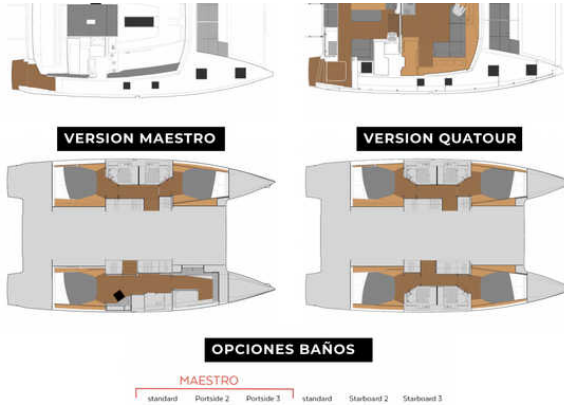 VERSION MAESTRO
VERSION QUATOUR
OPCIONES BAÑOS
MAESTRO
standard Portside 2 Portside 3 standard Starboard 2 Starboard 3